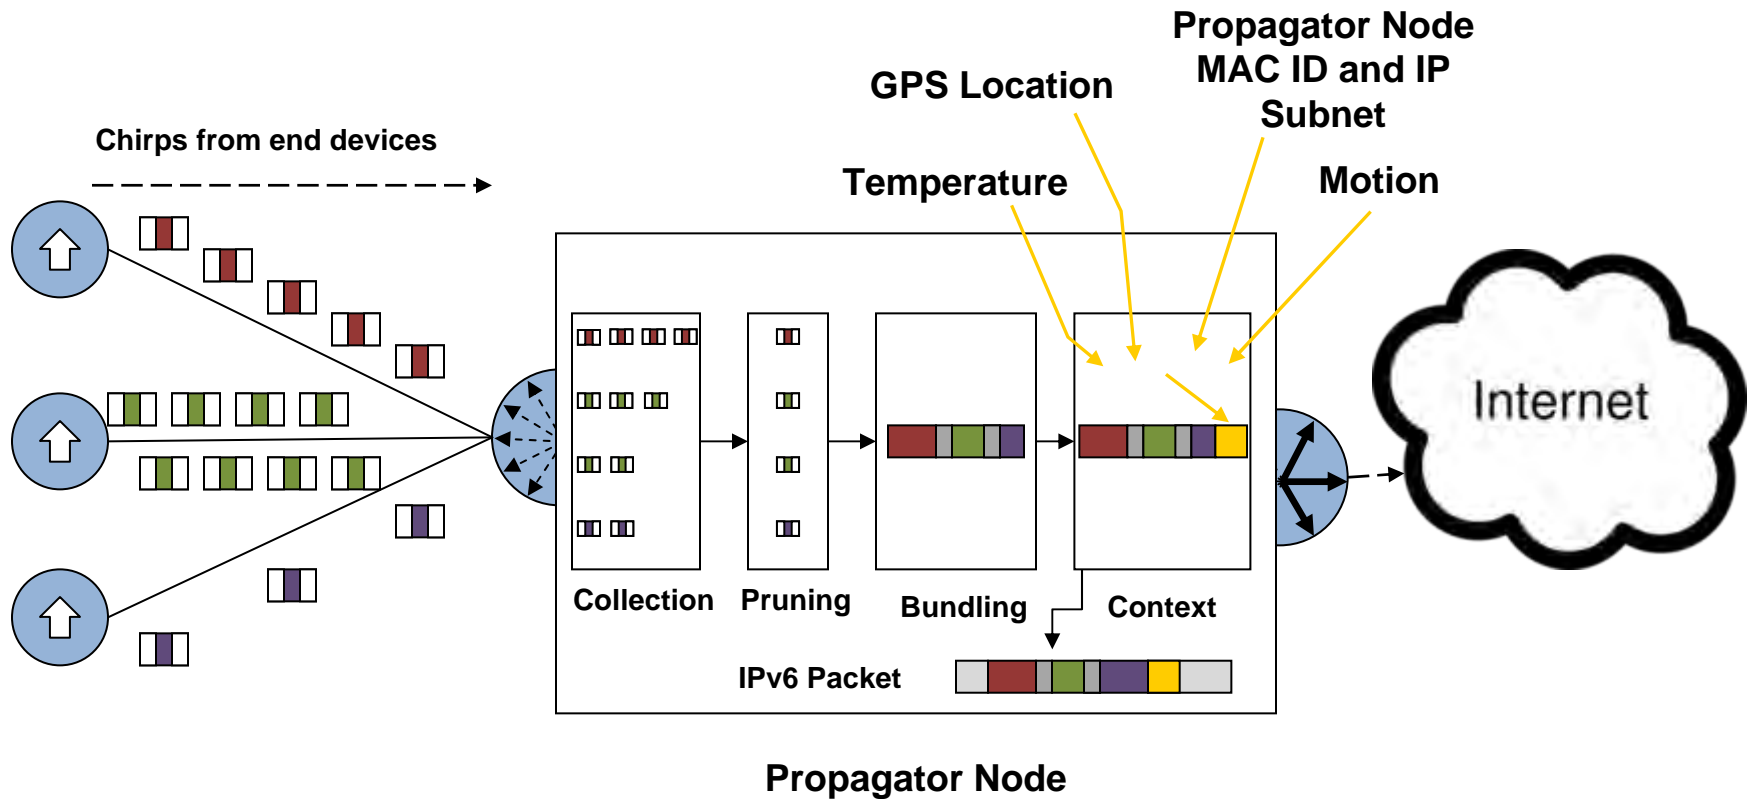 Propagator Node
MAC ID and IP
Subnet
GPS Location
Chirps from end devices
Temperature
Motion
Internet
Collection
Pruning
Bundling
Context
IPv6 Packet
Propagator Node